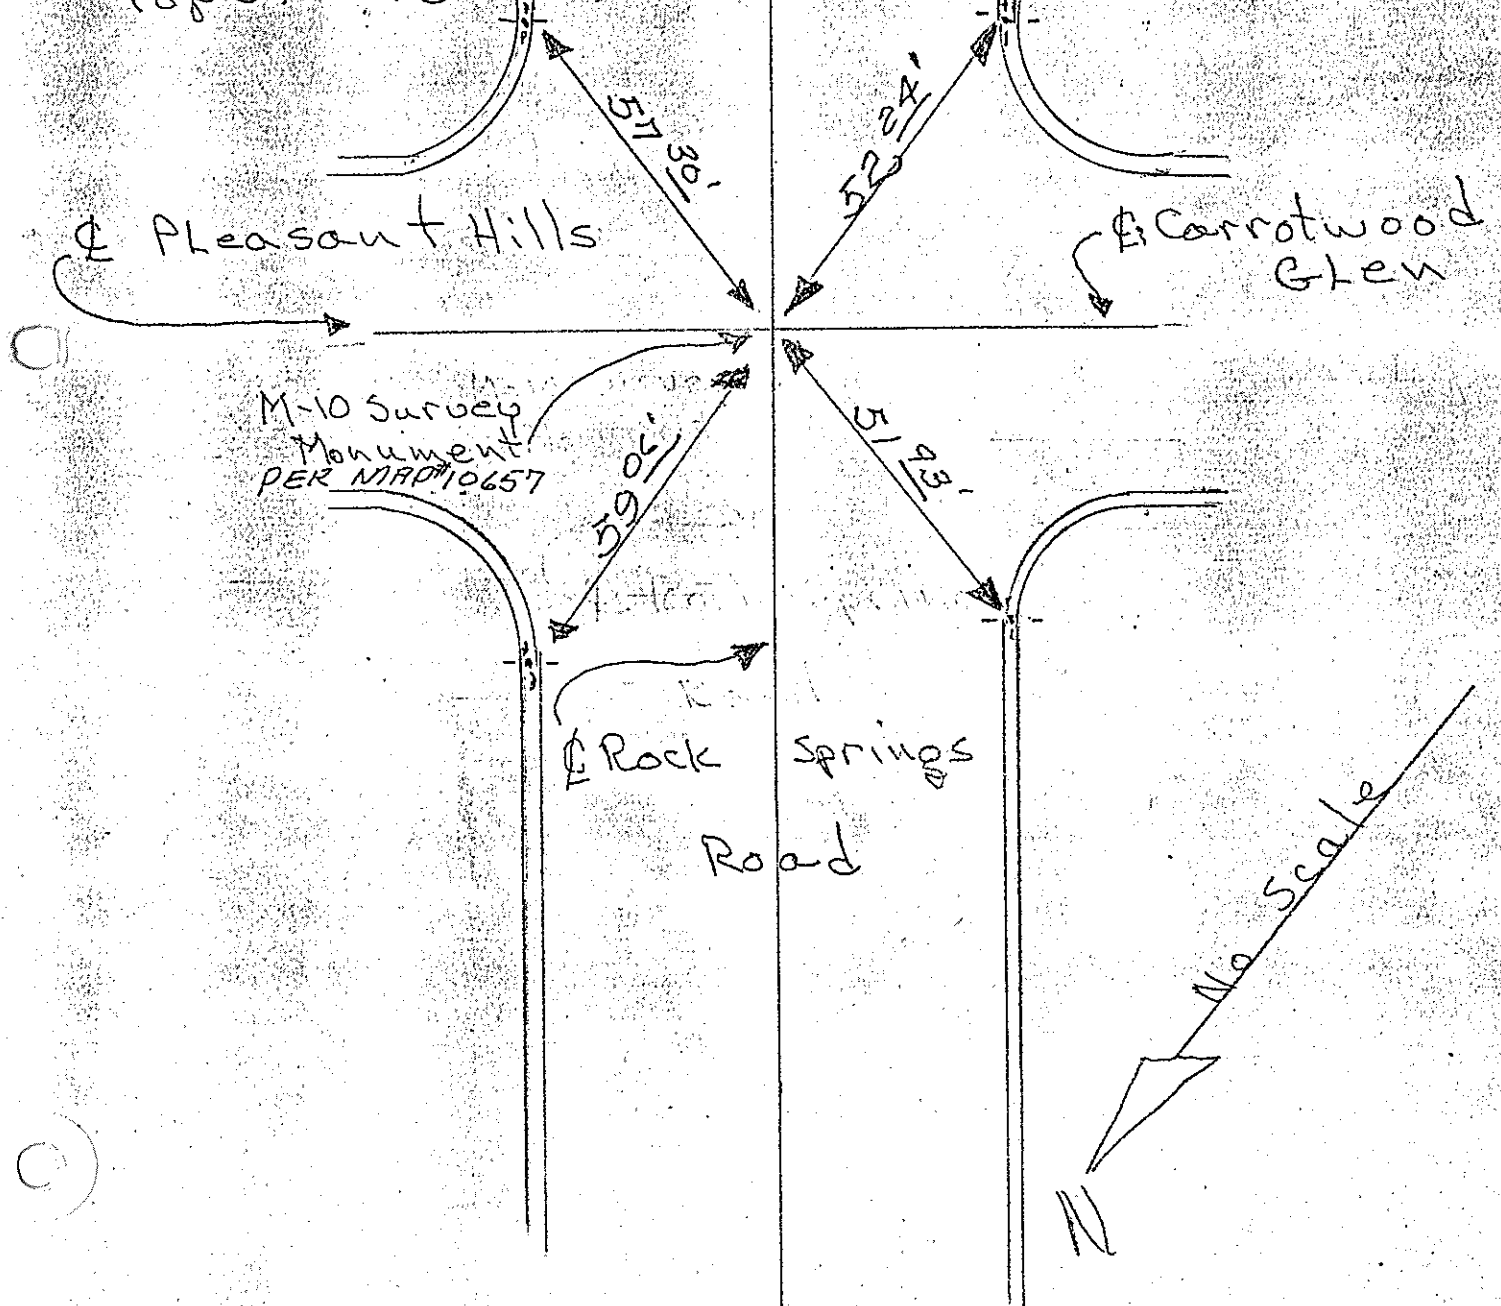 57 30'
52 24'
℄ PLeasant Hills
℄ Carrotwood
GLen
M-10 Survey
Monument
PER MAP #10657
59 06'
51 93'
℄ Rock Springs
Road
No Scale
N